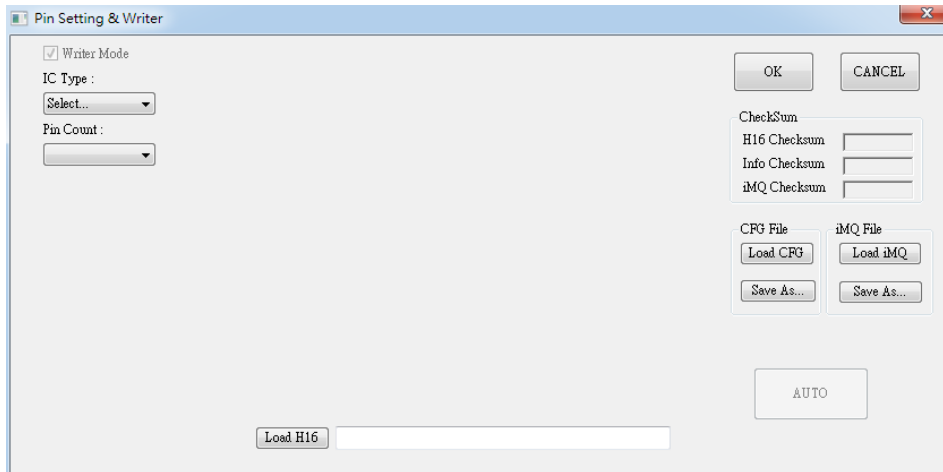 Pin Setting & Writer
Writer Mode
IC Type :
Select...
Pin Count :
OK
CANCEL
CheckSum
H16 Checksum
Info Checksum
iMQ Checksum
CFG File
Load CFG
Save As...
iMQ File
Load iMQ
Save As...
AUTO
Load H16